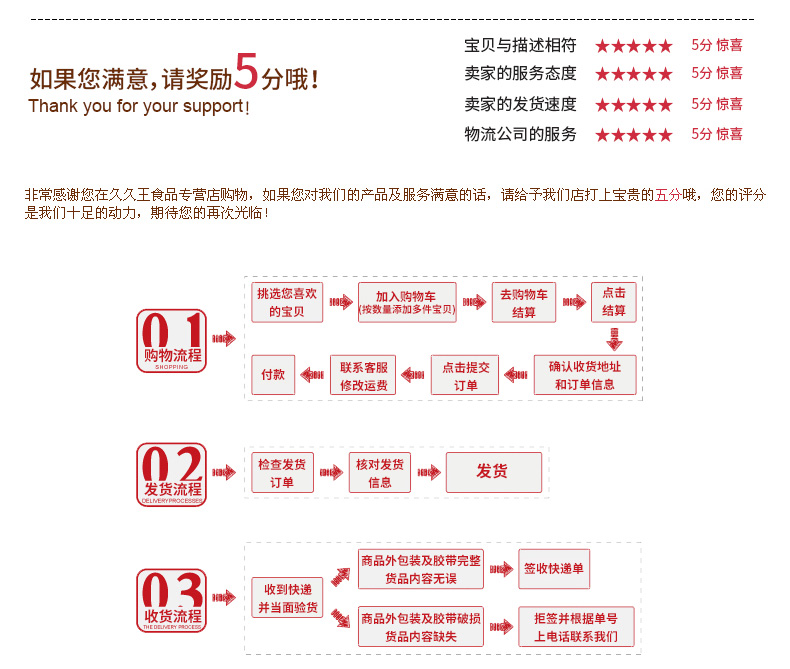 如果您满意,请奖励5分哦!
Thank you for your support!
宝贝与描述相符 ★★★★★ 5分 惊喜
卖家的服务态度 ★★★★★ 5分 惊喜
卖家的发货速度 ★★★★★ 5分 惊喜
物流公司的服务 ★★★★★ 5分 惊喜
非常感谢您在久久王食品专营店购物，如果您对我们的产品及服务满意的话，请给予我们店打上宝贵的五分哦，您的评分
是我们十足的动力，期待您的再次光临!
01
购物流程
SHOPPING
挑选您喜欢
的宝贝
加入购物车
(按数量添加多件宝贝)
去购物车
结算
点击
结算
确认收货地址
和订单信息
点击提交
订单
联系客服
修改运费
付款
02
发货流程
DELIVERY PROCESSES
检查发货
订单
核对发货
信息
发货
03
收货流程
THE DELIVERY PROCESS
收到快递
并当面验货
商品外包装及胶带完整
货品内容无误
签收快递单
商品外包装及胶带破损
货品内容缺失
拒签并根据单号
上电话联系我们